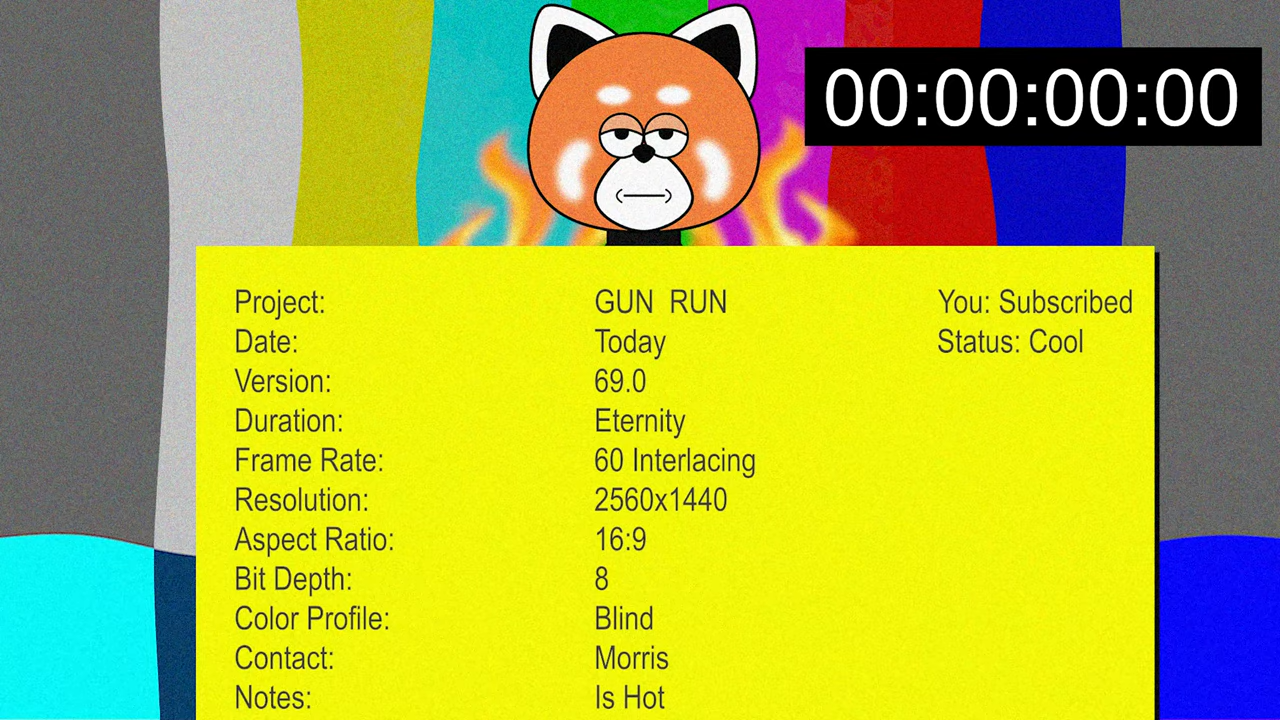 00:00:00:00
Project: GUN RUN You: Subscribed
Date: Today Status: Cool
Version: 69.0
Duration: Eternity
Frame Rate: 60 Interlacing
Resolution: 2560x1440
Aspect Ratio: 16:9
Bit Depth: 8
Color Profile: Blind
Contact: Morris
Notes: Is Hot